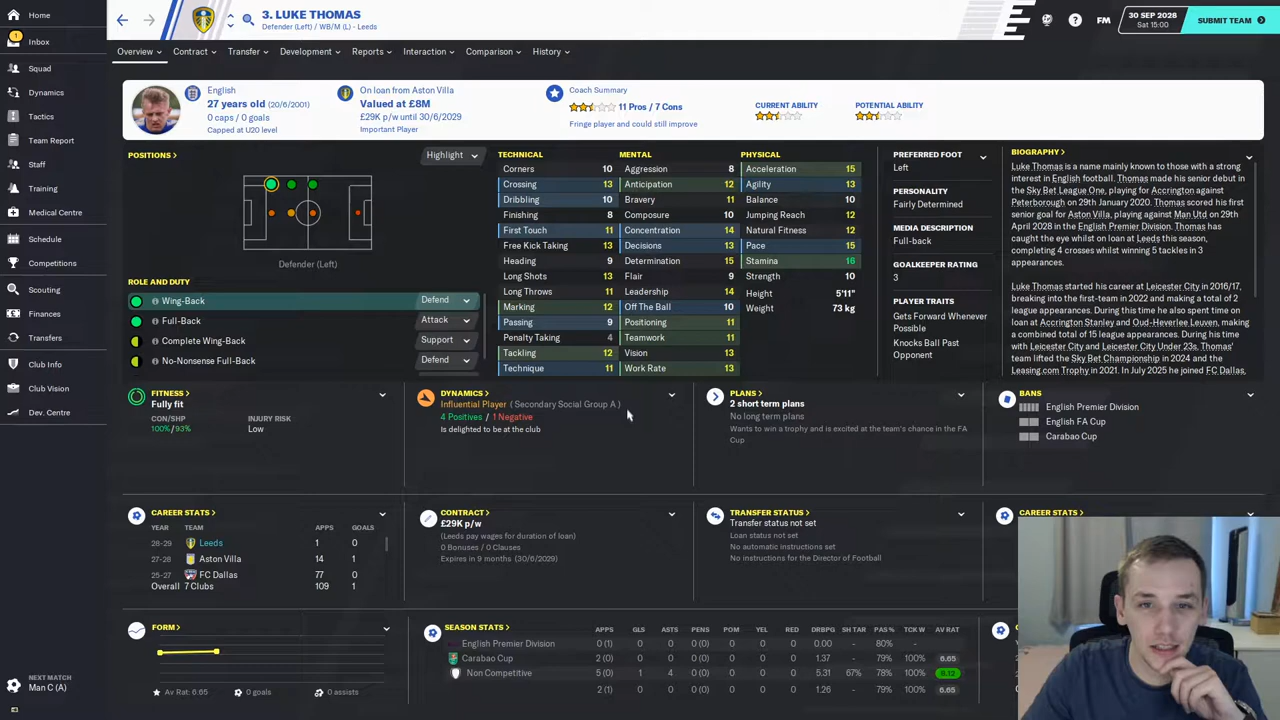 3. LUKE THOMAS
Defender (Left) / WB/M (L) - Leeds
FM
30 SEP 2028
Sat 15:00
SUBMIT TEAM
Home
1
Inbox
Squad
Dynamics
Tactics
Team Report
Staff
Training
Medical Centre
Schedule
Competitions
Scouting
Finances
Transfers
Club Info
Club Vision
Dev. Centre
NEXT MATCH
Man C (A)
Overview
Contract
Transfer
Development
Reports
Interaction
Comparison
History
English
27 years old (20/6/2001)
0 caps / 0 goals
Capped at U20 level
On loan from Aston Villa
Valued at £8M
£29K p/w until 30/6/2029
Important Player
Coach Summary
11 Pros / 7 Cons
Fringe player and could still improve
CURRENT ABILITY
POTENTIAL ABILITY
POSITIONS
Highlight
Defender (Left)
ROLE AND DUTY
Wing-Back Defend
Full-Back Attack
Complete Wing-Back Support
No-Nonsense Full-Back Defend
TECHNICAL
Corners 10
Crossing 13
Dribbling 10
Finishing 8
First Touch 11
Free Kick Taking 13
Heading 9
Long Shots 13
Long Throws 11
Marking 12
Passing 9
Penalty Taking 4
Tackling 12
Technique 11
MENTAL
Aggression 8
Anticipation 12
Bravery 11
Composure 10
Concentration 14
Decisions 13
Determination 15
Flair 9
Leadership 14
Off The Ball 10
Positioning 11
Teamwork 11
Vision 13
Work Rate 13
PHYSICAL
Acceleration 15
Agility 13
Balance 10
Jumping Reach 12
Natural Fitness 12
Pace 15
Stamina 16
Strength 10
Height 5'11"
Weight 73 kg
PREFERRED FOOT
Left
PERSONALITY
Fairly Determined
MEDIA DESCRIPTION
Full-back
GOALKEEPER RATING
3
PLAYER TRAITS
Gets Forward Whenever
Possible
Knocks Ball Past
Opponent
BIOGRAPHY
Luke Thomas is a name mainly known to those with a strong
interest in English football. Thomas made his senior debut in
the Sky Bet League One, playing for Accrington against
Peterborough on 29th January 2020. Thomas scored his first
senior goal for Aston Villa, playing against Man Utd on 29th
April 2028 in the English Premier Division. Thomas has
caught the eye whilst on loan at Leeds this season,
completing 4 crosses whilst winning 5 tackles in 3
appearances.
Luke Thomas started his career at Leicester City in 2016/17,
breaking into the first-team in 2022 and making a total of 2
league appearances. During this time he also spent time on
loan at Accrington Stanley and Oud-Heverlee Leuven, making
a combined total of 15 league appearances. During his time
with Leicester City and Leicester City Under 23s, Thomas'
team lifted the Sky Bet Championship in 2024 and the
Leasing.com Trophy in 2021. In July 2025 he joined FC Dallas,
FITNESS
Fully fit
CON/SHP
100%/93%
INJURY RISK
Low
DYNAMICS
Influential Player ( Secondary Social Group A )
4 Positives / 1 Negative
Is delighted to be at the club
PLANS
2 short term plans
No long term plans
Wants to win a trophy and is excited at the team's chance in the FA
Cup
BANS
English Premier Division
English FA Cup
Carabao Cup
CAREER STATS
YEAR TEAM APPS GOALS
28-29 Leeds 1 0
27-28 Aston Villa 14 1
25-27 FC Dallas 77 0
Overall 7 Clubs 109 1
CONTRACT
£29K p/w
(Leeds pay wages for duration of loan)
0 Bonuses / 0 Clauses
Expires in 9 months (30/6/2029)
TRANSFER STATUS
Transfer status not set
Loan status not set
No automatic instructions set
No instructions for the Director of Football
CAREER STATS
FORM
Av Rat: 6.65
0 goals
0 assists
SEASON STATS
APPS GLS ASTS PENS POM YEL RED DRBPG SH TAR PAS % TCK W AV RAT
English Premier Division 0 (1) 0 0 0 (0) 0 0 0 0.00 - 80% - -
Carabao Cup 2 (0) 0 0 0 (0) 0 0 0 1.37 - 79% 100% 6.65
Non Competitive 5 (0) 1 4 0 (0) 0 0 0 5.31 67% 78% 100% 9.12
2 (1) 0 0 0 (0) 0 0 0 1.26 - 79% 100% 6.65